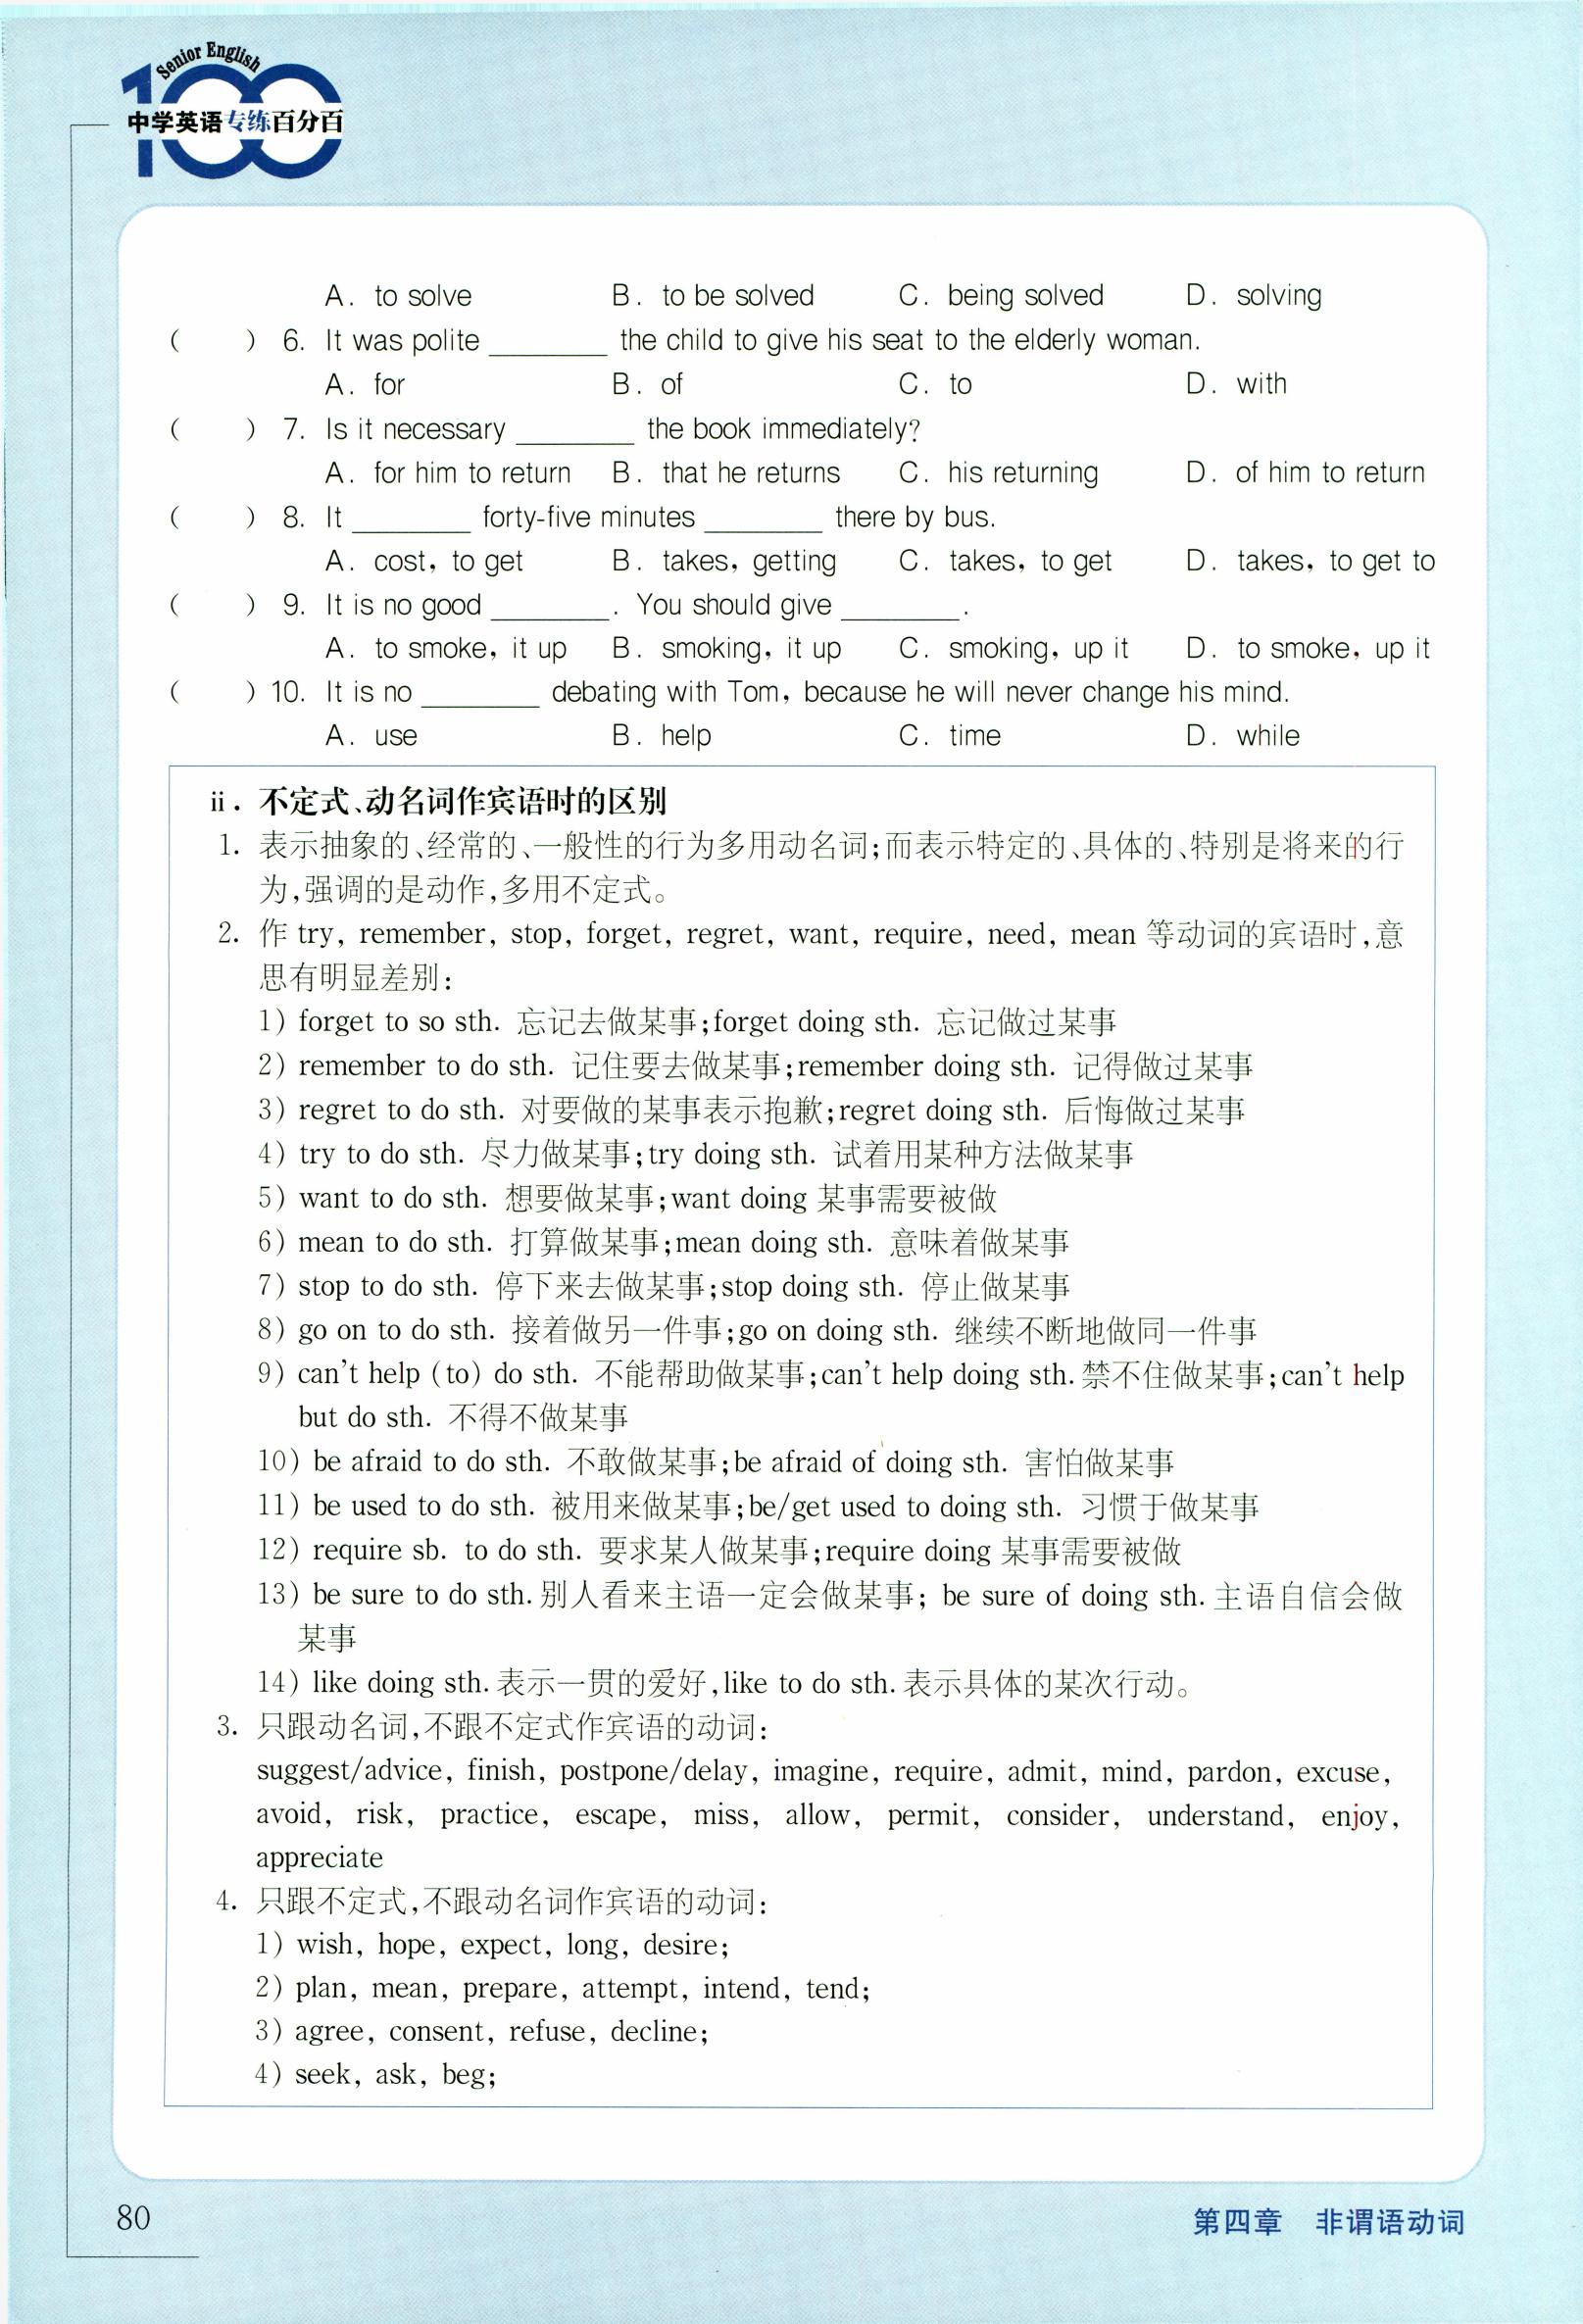 Senior English
100
中学英语专练百分百
A. to solve B. to be solved C. being solved D. solving
( ) 6. It was polite ________ the child to give his seat to the elderly woman.
A. for B. of C. to D. with
( ) 7. Is it necessary ________ the book immediately?
A. for him to return B. that he returns C. his returning D. of him to return
( ) 8. It ________ forty-five minutes ________ there by bus.
A. cost, to get B. takes, getting C. takes, to get D. takes, to get to
( ) 9. It is no good ________. You should give ________.
A. to smoke, it up B. smoking, it up C. smoking, up it D. to smoke, up it
( ) 10. It is no ________ debating with Tom, because he will never change his mind.
A. use B. help C. time D. while
ii. 不定式、动名词作宾语时的区别
1. 表示抽象的、经常的、一般性的行为多用动名词;而表示特定的、具体的、特别是将来的行
为,强调的是动作,多用不定式。
2. 作 try, remember, stop, forget, regret, want, require, need, mean 等动词的宾语时,意
思有明显差别:
1) forget to so sth. 忘记去做某事;forget doing sth. 忘记做过某事
2) remember to do sth. 记住要去做某事;remember doing sth. 记得做过某事
3) regret to do sth. 对要做的某事表示抱歉;regret doing sth. 后悔做过某事
4) try to do sth. 尽力做某事;try doing sth. 试着用某种方法做某事
5) want to do sth. 想要做某事;want doing 某事需要被做
6) mean to do sth. 打算做某事;mean doing sth. 意味着做某事
7) stop to do sth. 停下来去做某事;stop doing sth. 停止做某事
8) go on to do sth. 接着做另一件事;go on doing sth. 继续不断地做同一件事
9) can't help (to) do sth. 不能帮助做某事;can't help doing sth. 禁不住做某事;can't help
but do sth. 不得不做某事
10) be afraid to do sth. 不敢做某事;be afraid of doing sth. 害怕做某事
11) be used to do sth. 被用来做某事;be/get used to doing sth. 习惯于做某事
12) require sb. to do sth. 要求某人做某事;require doing 某事需要被做
13) be sure to do sth. 别人看来主语一定会做某事; be sure of doing sth. 主语自信会做
某事
14) like doing sth. 表示一贯的爱好,like to do sth. 表示具体的某次行动。
3. 只跟动名词,不跟不定式作宾语的动词:
suggest/advice, finish, postpone/delay, imagine, require, admit, mind, pardon, excuse,
avoid, risk, practice, escape, miss, allow, permit, consider, understand, enjoy,
appreciate
4. 只跟不定式,不跟动名词作宾语的动词:
1) wish, hope, expect, long, desire;
2) plan, mean, prepare, attempt, intend, tend;
3) agree, consent, refuse, decline;
4) seek, ask, beg;
80
第四章 非谓语动词